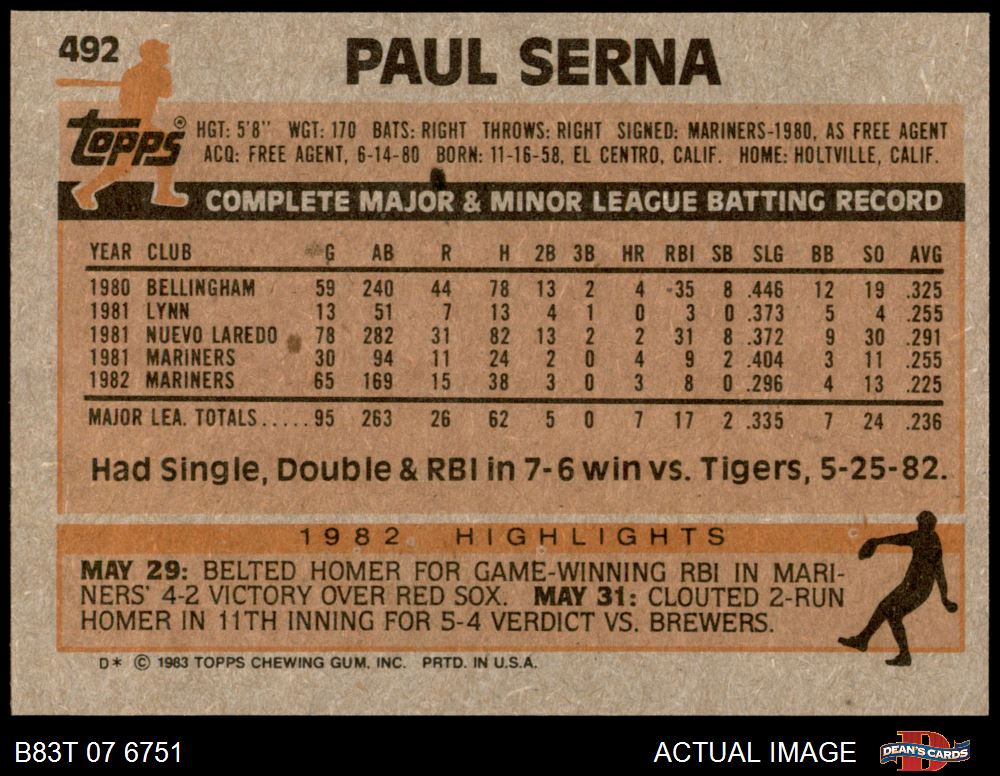 492
PAUL SERNA
topps®
HGT: 5'8" WGT: 170 BATS: RIGHT THROWS: RIGHT SIGNED: MARINERS-1980, AS FREE AGENT
ACQ: FREE AGENT, 6-14-80 BORN: 11-16-58, EL CENTRO, CALIF. HOME: HOLTVILLE, CALIF.
COMPLETE MAJOR & MINOR LEAGUE BATTING RECORD
YEAR CLUB G AB R H 2B 3B HR RBI SB SLG BB SO AVG
1980 BELLINGHAM 59 240 44 78 13 2 4 35 8 .446 12 19 .325
1981 LYNN 13 51 7 13 4 1 0 3 0 .373 5 4 .255
1981 NUEVO LAREDO 78 282 31 82 13 2 2 31 8 .372 9 30 .291
1981 MARINERS 30 94 11 24 2 0 4 9 2 .404 3 11 .255
1982 MARINERS 65 169 15 38 3 0 3 8 0 .296 4 13 .225
MAJOR LEA. TOTALS.....95 263 26 62 5 0 7 17 2 .335 7 24 .236
Had Single, Double & RBI in 7-6 win vs. Tigers, 5-25-82.
1982 HIGHLIGHTS
MAY 29: BELTED HOMER FOR GAME-WINNING RBI IN MARI-
NERS' 4-2 VICTORY OVER RED SOX. MAY 31: CLOUTED 2-RUN
HOMER IN 11TH INNING FOR 5-4 VERDICT VS. BREWERS.
D* © 1983 TOPPS CHEWING GUM, INC. PRTD. IN U.S.A.
B83T 07 6751
ACTUAL IMAGE
D
DEAN'S CARDS